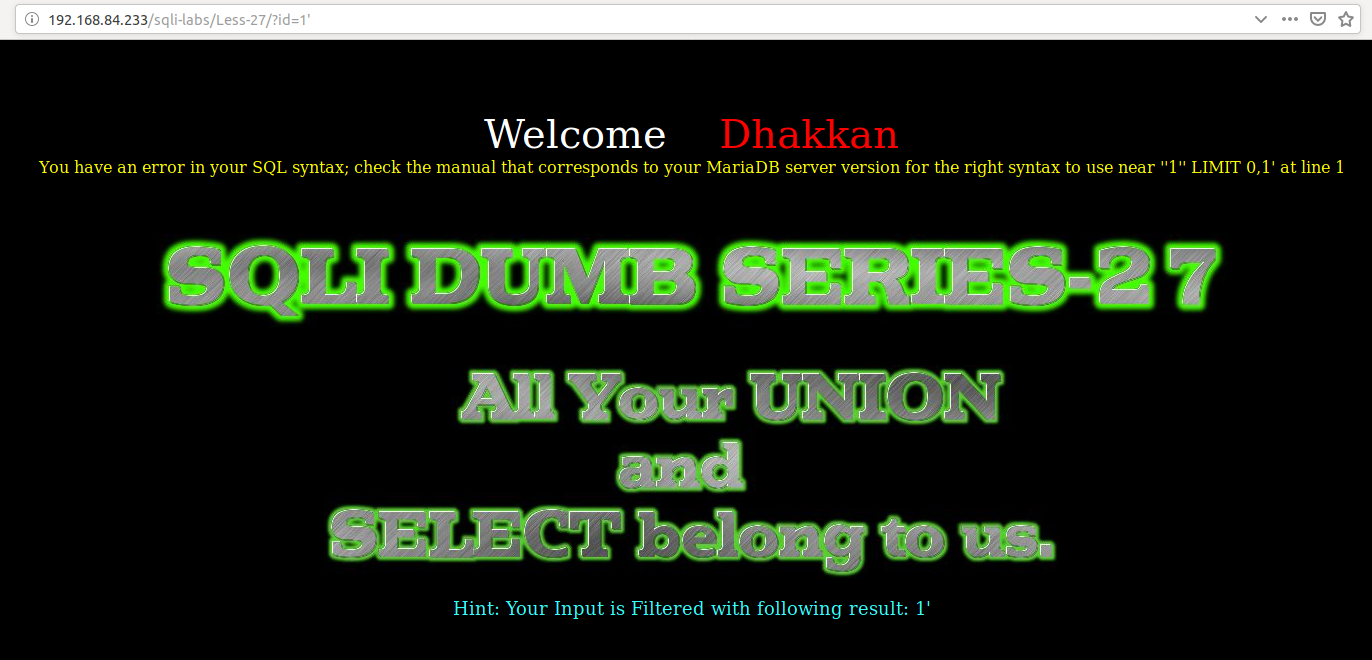 192.168.84.233/sqli-labs/Less-27/?id=1'
Welcome Dhakkan
You have an error in your SQL syntax; check the manual that corresponds to your MariaDB server version for the right syntax to use near ''1'' LIMIT 0,1' at line 1
SQLI DUMB SERIES-27
All Your UNION
and
SELECT belong to us.
Hint: Your Input is Filtered with following result: 1'